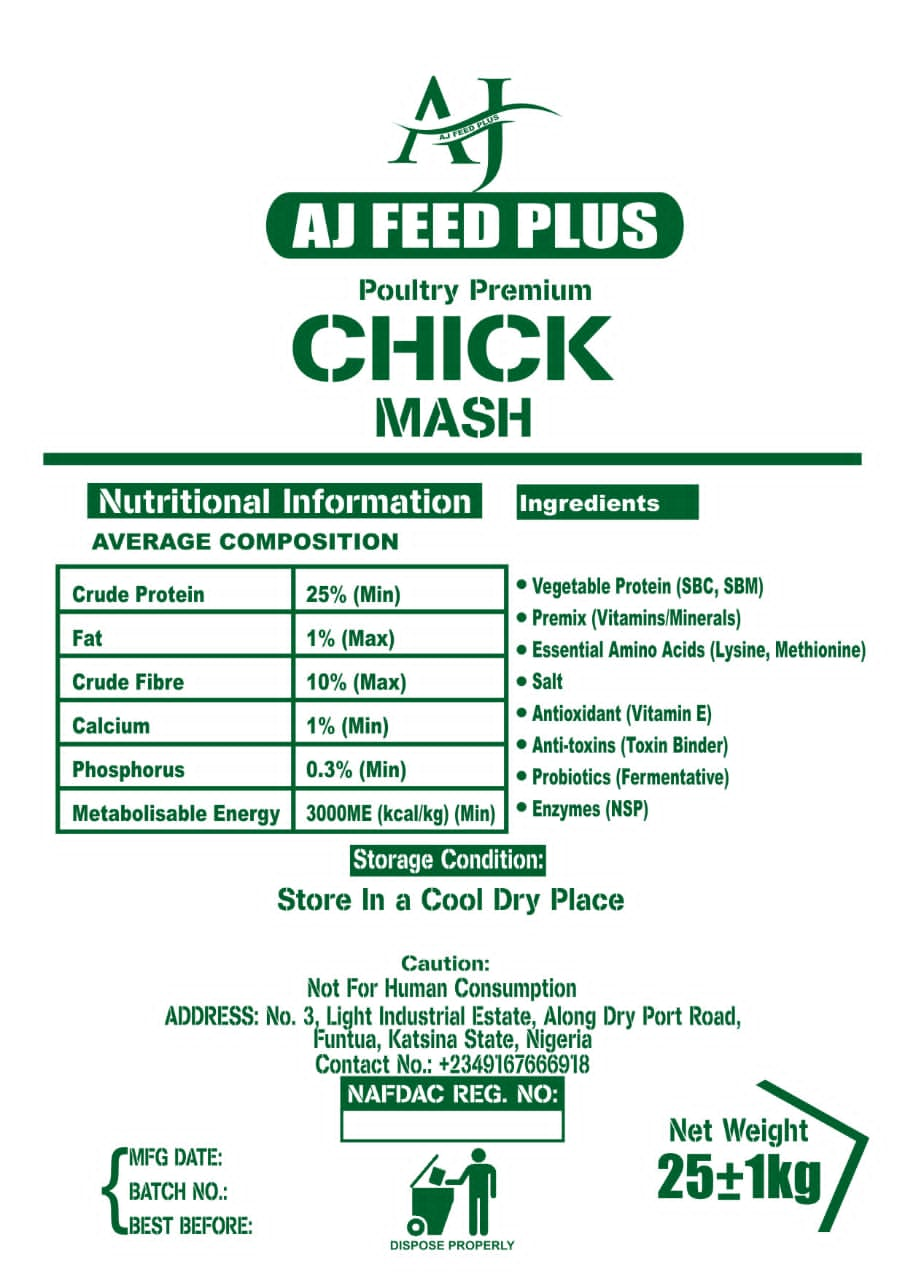 AJ
AJ FEED PLUS
AJ FEED PLUS
Poultry Premium
CHICK
MASH
Nutritional Information
AVERAGE COMPOSITION
Crude Protein 25% (Min)
Fat 1% (Max)
Crude Fibre 10% (Max)
Calcium 1% (Min)
Phosphorus 0.3% (Min)
Metabolisable Energy 3000ME (kcal/kg) (Min)
Ingredients
• Vegetable Protein (SBC, SBM)
• Premix (Vitamins/Minerals)
• Essential Amino Acids (Lysine, Methionine)
• Salt
• Antioxidant (Vitamin E)
• Anti-toxins (Toxin Binder)
• Probiotics (Fermentative)
• Enzymes (NSP)
Storage Condition:
Store In a Cool Dry Place
Caution:
Not For Human Consumption
ADDRESS: No. 3, Light Industrial Estate, Along Dry Port Road,
Funtua, Katsina State, Nigeria
Contact No.: +2349167666918
NAFDAC REG. NO:
MFG DATE:
BATCH NO.:
BEST BEFORE:
DISPOSE PROPERLY
Net Weight
25±1kg